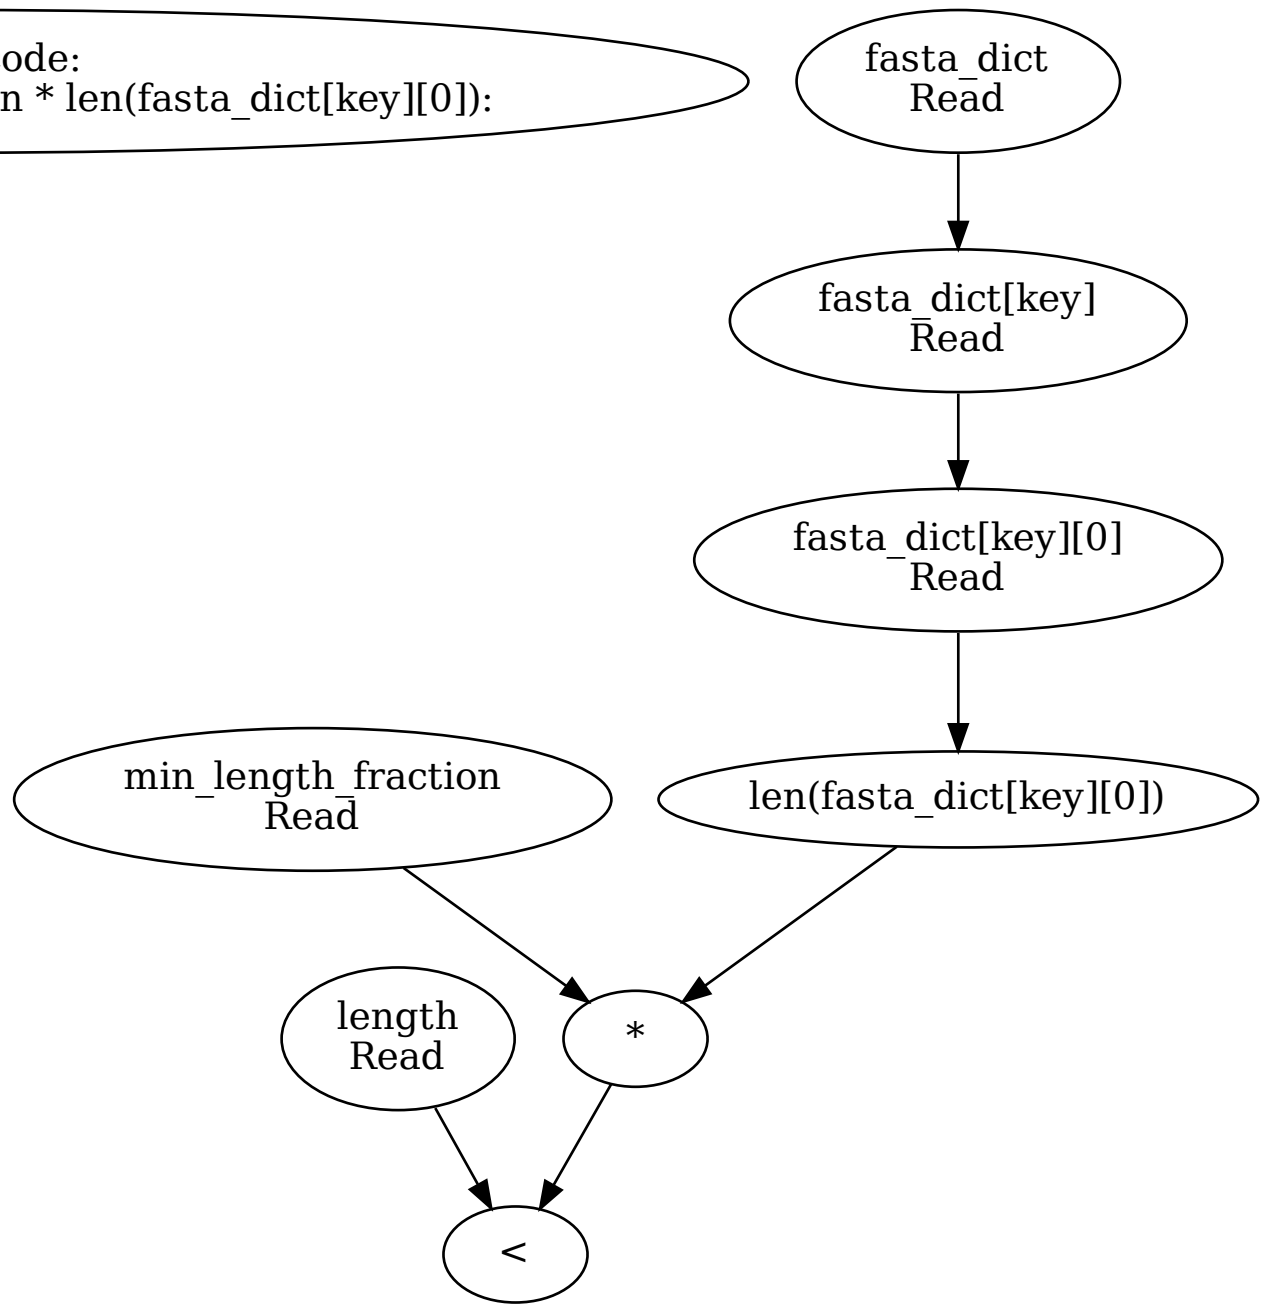 ode:
n * len(fasta_dict[key][0]):
fasta_dict
Read
fasta_dict[key]
Read
fasta_dict[key][0]
Read
min_length_fraction
Read
len(fasta_dict[key][0])
length
Read
*
<